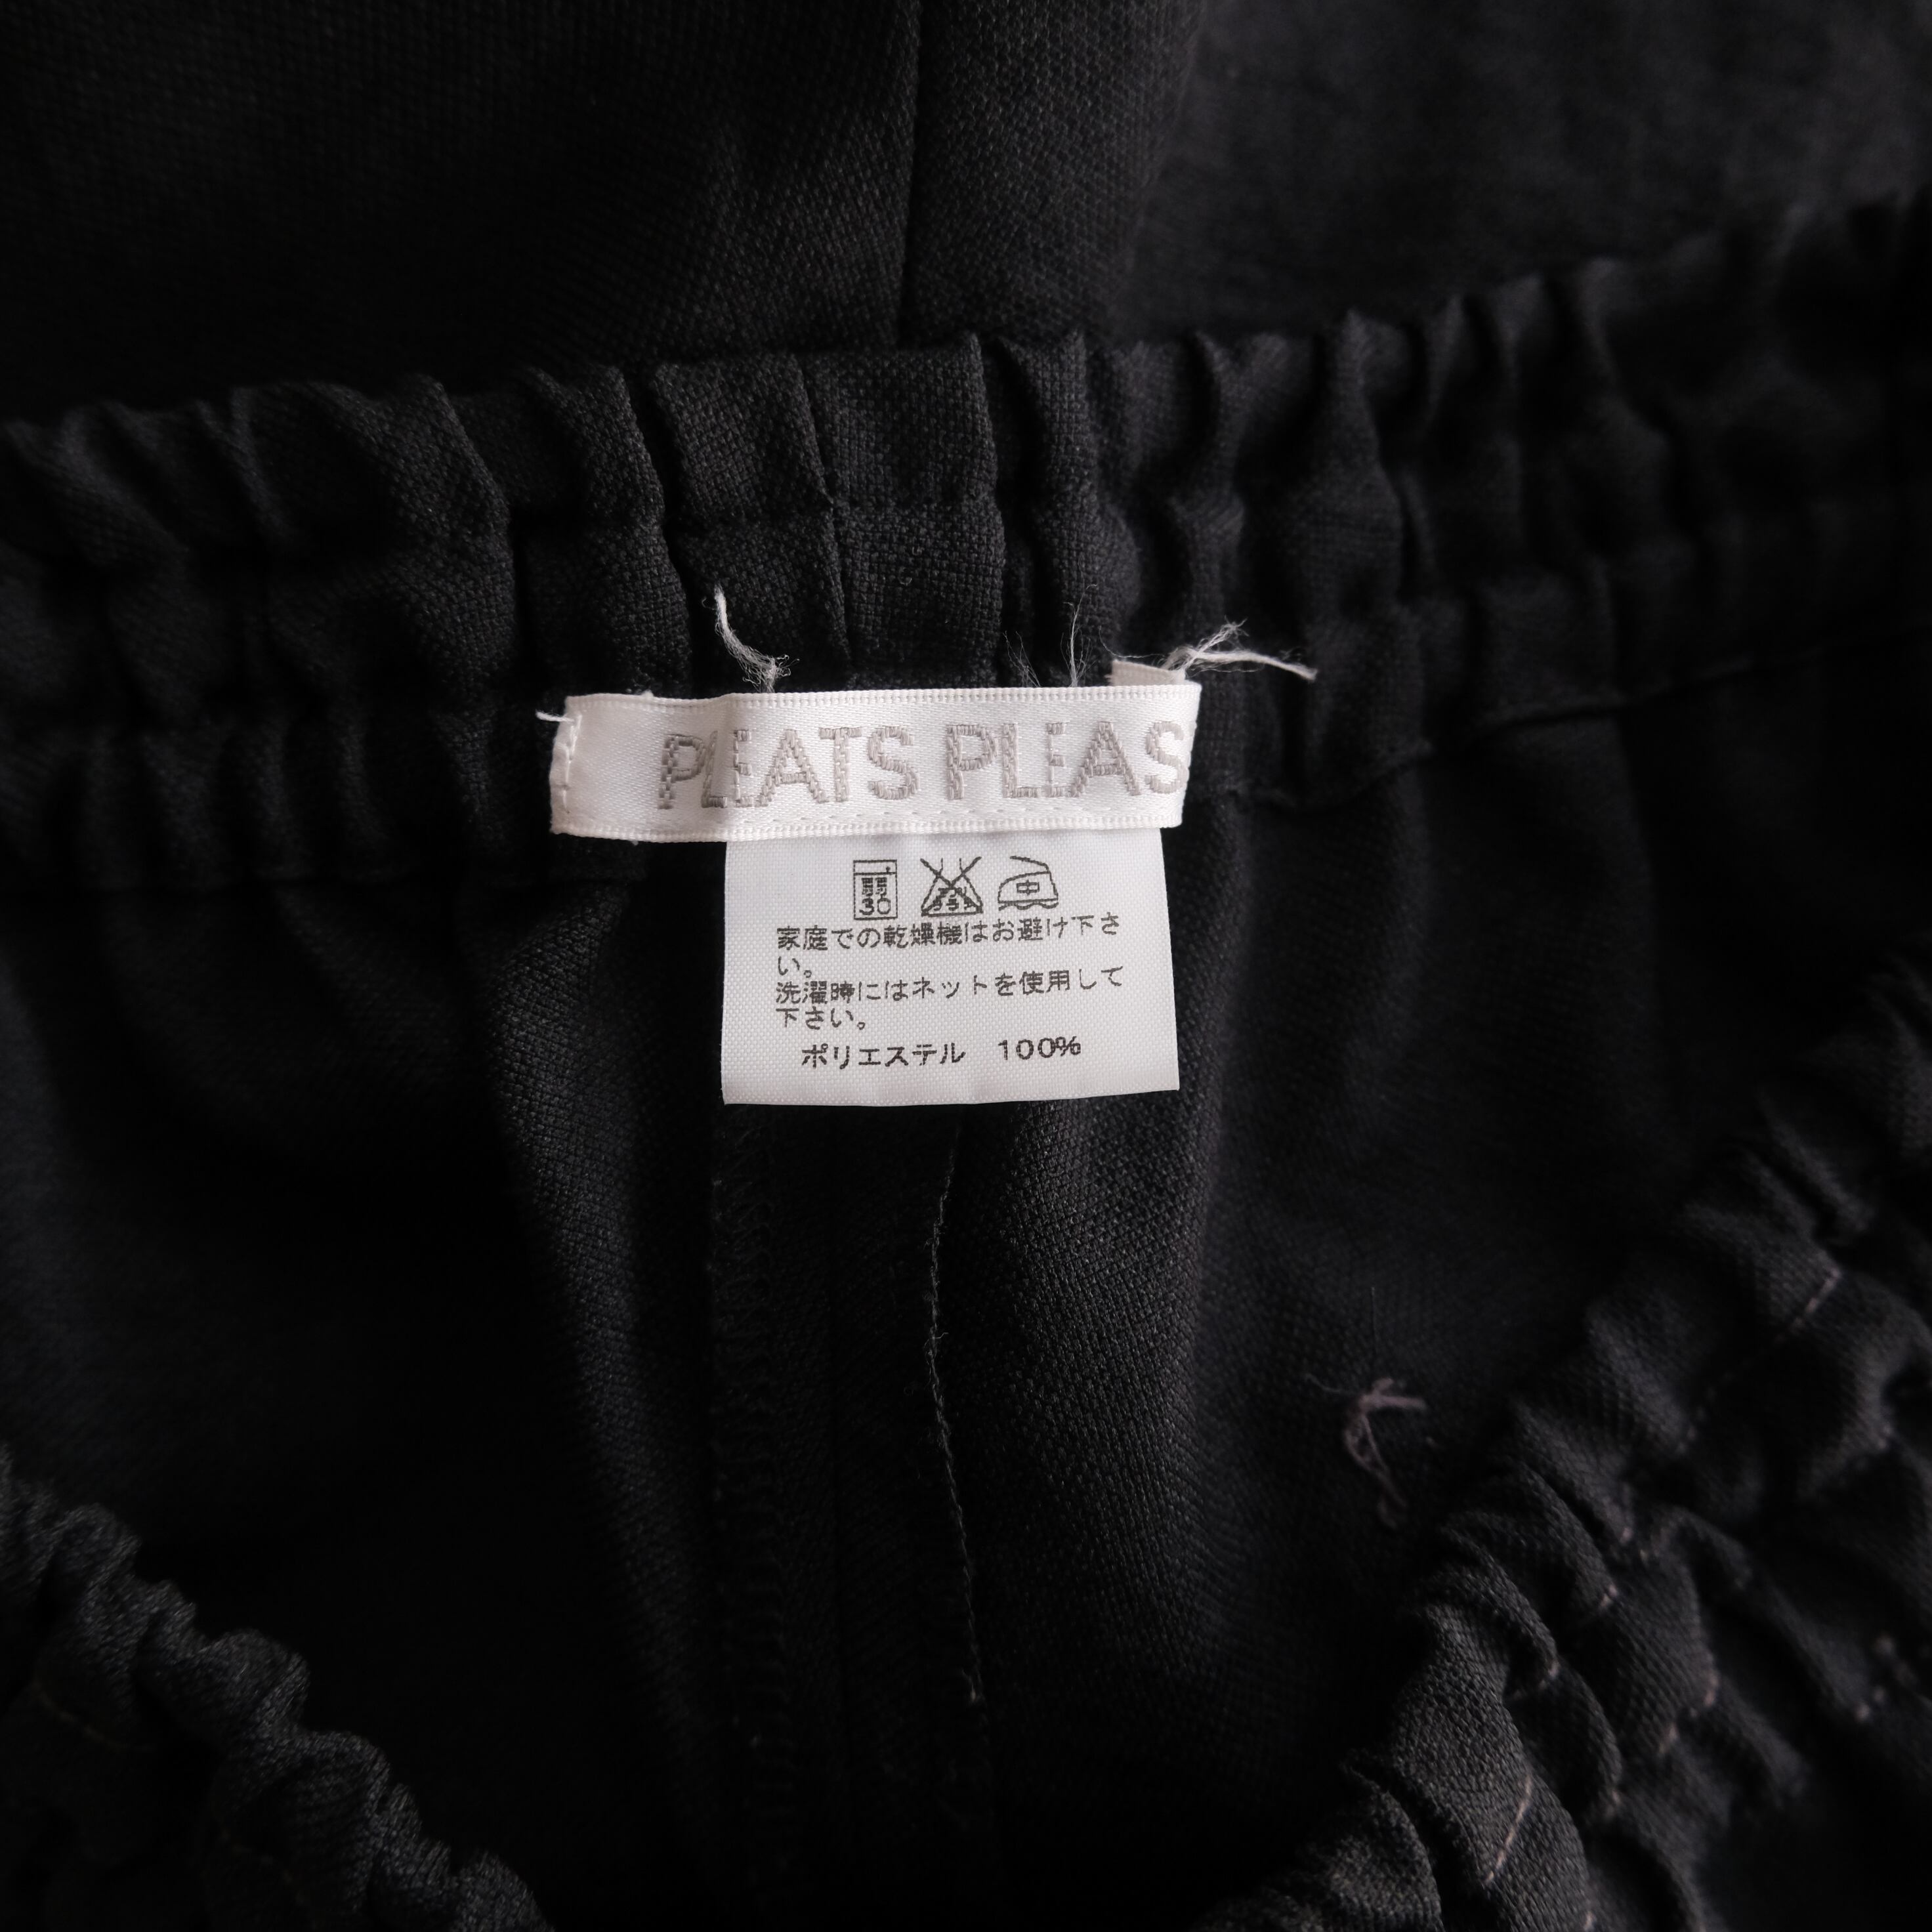 PLEATS PLEAS
弱
30
中
家庭での乾燥機はお避け下さ
い。
洗濯時にはネットを使用して
下さい。
ポリエステル 100%